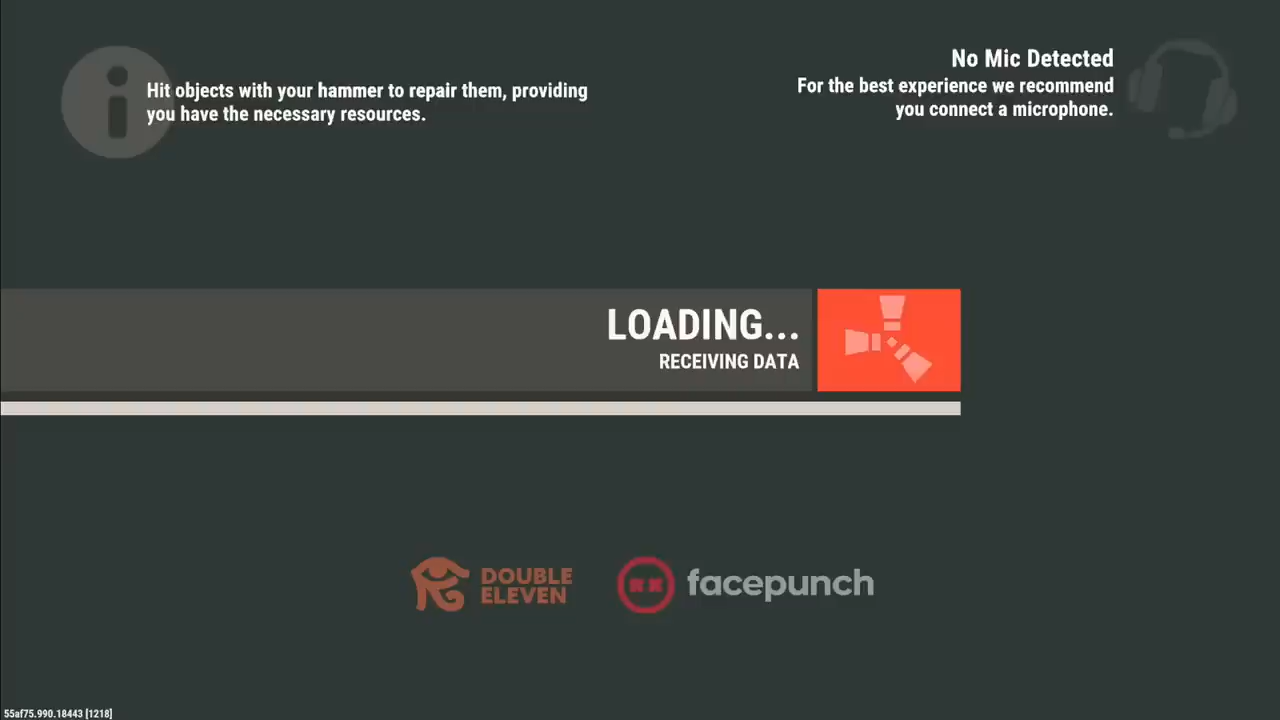 Hit objects with your hammer to repair them, providing
you have the necessary resources.
No Mic Detected
For the best experience we recommend
you connect a microphone.
LOADING...
RECEIVING DATA
DOUBLE
ELEVEN
facepunch
55af75.990.18443 [1218]